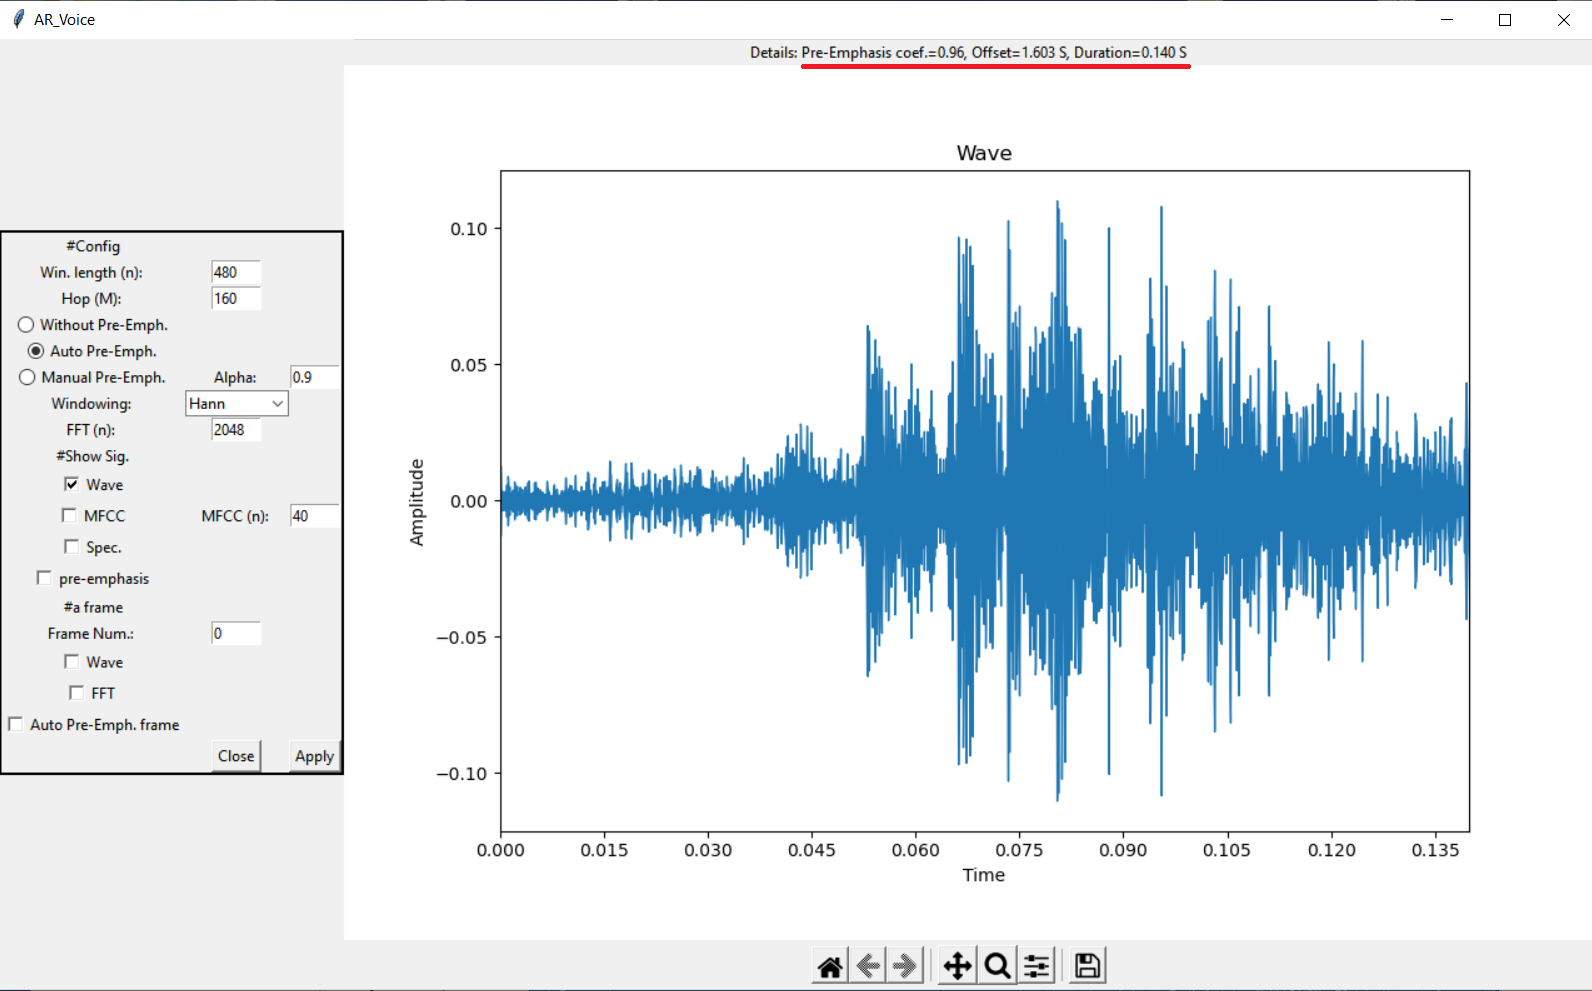 AR_Voice
Details: Pre-Emphasis coef.=0.96, Offset=1.603 S, Duration=0.140 S
#Config
Win. length (n): 480
Hop (M): 160
Without Pre-Emph.
Auto Pre-Emph.
Manual Pre-Emph. Alpha: 0.9
Windowing: Hann
FFT (n): 2048
#Show Sig.
Wave
MFCC MFCC (n): 40
Spec.
pre-emphasis
#a frame
Frame Num.: 0
Wave
FFT
Auto Pre-Emph. frame
Close Apply
Wave
Amplitude
0.10
0.05
0.00
−0.05
−0.10
0.000 0.015 0.030 0.045 0.060 0.075 0.090 0.105 0.120 0.135
Time